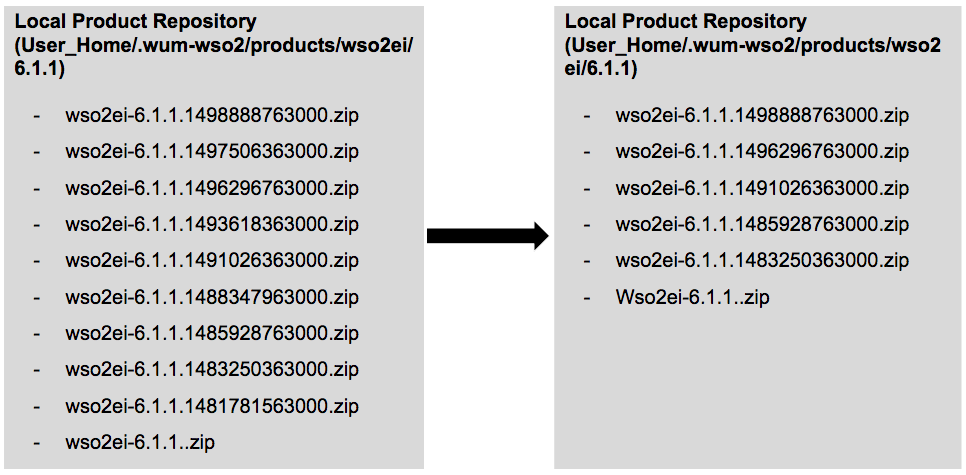 Local Product Repository
(User_Home/.wum-wso2/products/wso2ei/
6.1.1)
- wso2ei-6.1.1.1498888763000.zip
- wso2ei-6.1.1.1497506363000.zip
- wso2ei-6.1.1.1496296763000.zip
- wso2ei-6.1.1.1493618363000.zip
- wso2ei-6.1.1.1491026363000.zip
- wso2ei-6.1.1.1488347963000.zip
- wso2ei-6.1.1.1485928763000.zip
- wso2ei-6.1.1.1483250363000.zip
- wso2ei-6.1.1.1481781563000.zip
- wso2ei-6.1.1..zip
Local Product Repository
(User_Home/.wum-wso2/products/wso2
ei/6.1.1)
- wso2ei-6.1.1.1498888763000.zip
- wso2ei-6.1.1.1496296763000.zip
- wso2ei-6.1.1.1491026363000.zip
- wso2ei-6.1.1.1485928763000.zip
- wso2ei-6.1.1.1483250363000.zip
- Wso2ei-6.1.1..zip